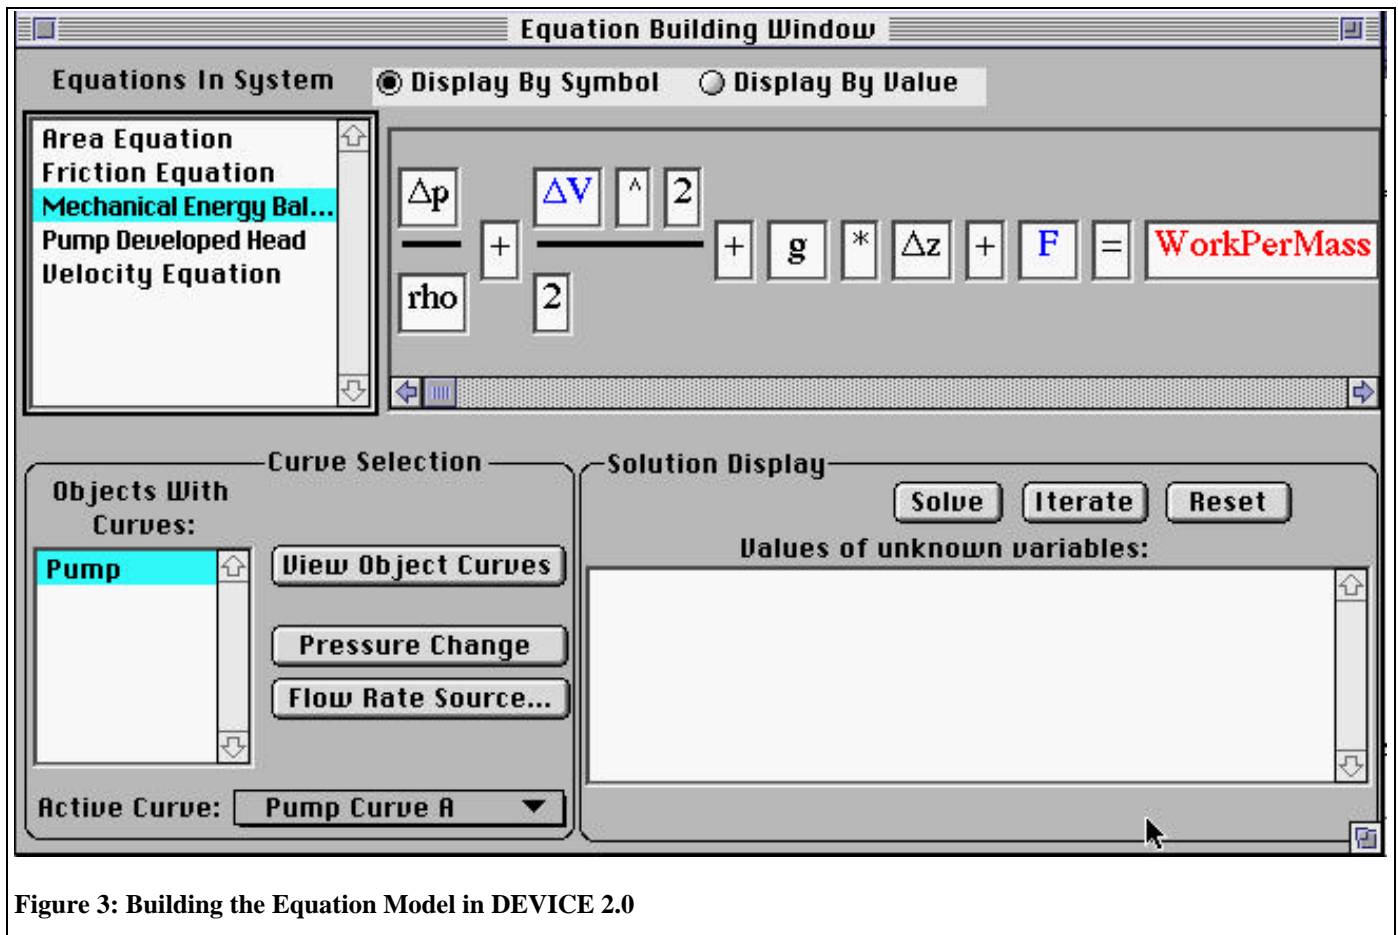 Equation Building Window
Equations In System
Display By Symbol
Display By Value
Area Equation
Friction Equation
Mechanical Energy Bal...
Pump Developed Head
Velocity Equation
Δp
rho
+
ΔV ^ 2
2
+ g * Δz + F = WorkPerMass
Curve Selection
Objects With
Curves:
Pump
View Object Curves
Pressure Change
Flow Rate Source...
Active Curve: Pump Curve A
Solution Display
Solve Iterate Reset
Values of unknown variables:
Figure 3: Building the Equation Model in DEVICE 2.0